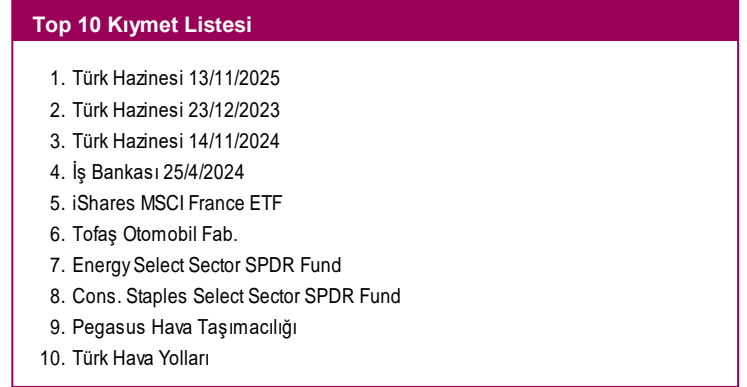 Top 10 Kıymet Listesi
1. Türk Hazinesi 13/11/2025
2. Türk Hazinesi 23/12/2023
3. Türk Hazinesi 14/11/2024
4. İş Bankası 25/4/2024
5. iShares MSCI France ETF
6. Tofaş Otomobil Fab.
7. Energy Select Sector SPDR Fund
8. Cons. Staples Select Sector SPDR Fund
9. Pegasus Hava Taşımacılığı
10. Türk Hava Yolları